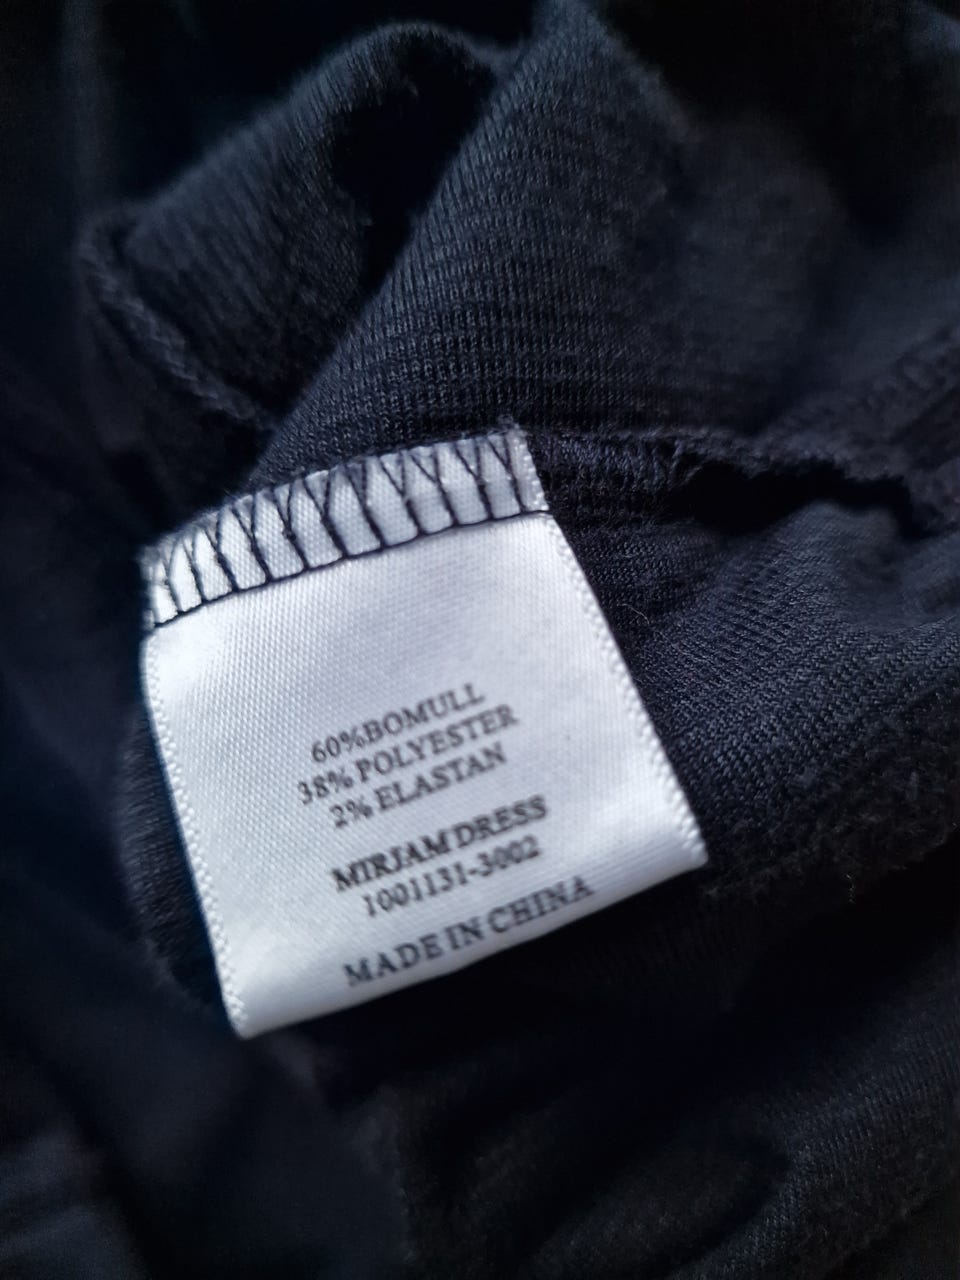 60%BOMULL
38% POLYESTER
2% ELASTAN
MIRJAM DRESS
1001131-3002
MADE IN CHINA